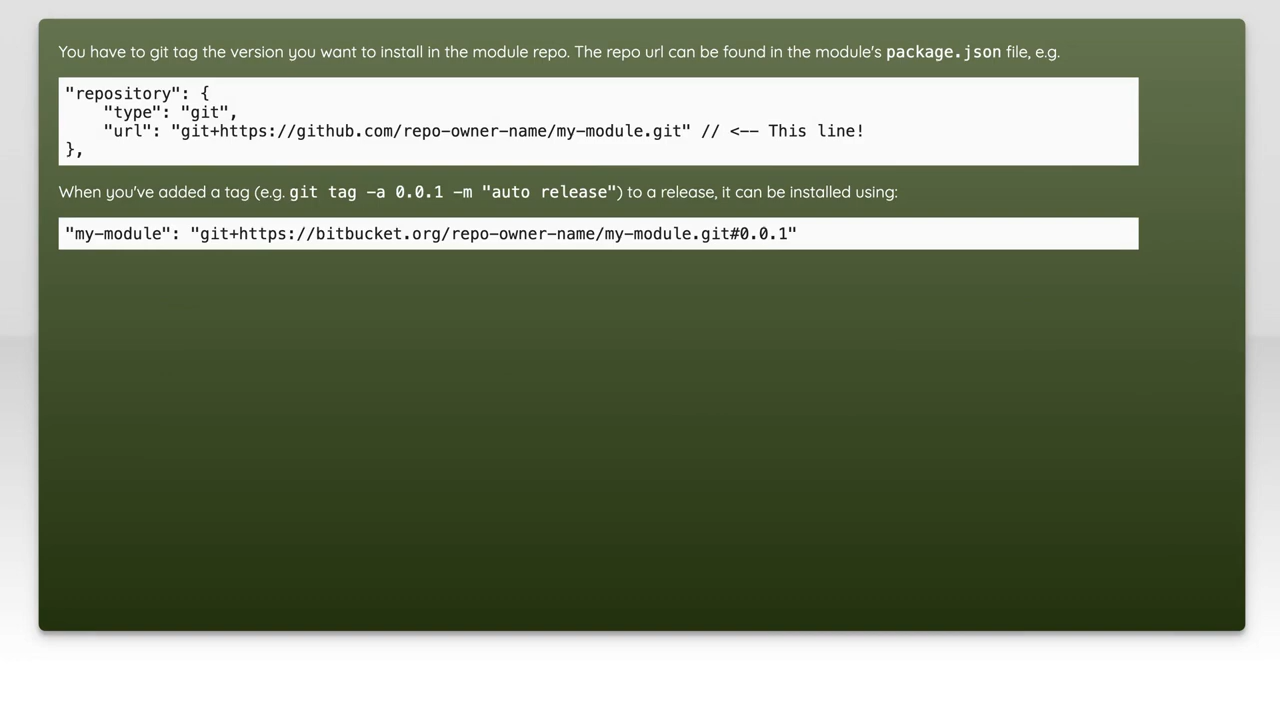 You have to git tag the version you want to install in the module repo. The repo url can be found in the module's package.json file, e.g.
"repository": {
    "type": "git",
    "url": "git+https://github.com/repo-owner-name/my-module.git" // <-- This line!
},
When you've added a tag (e.g. git tag -a 0.0.1 -m "auto release") to a release, it can be installed using:
"my-module": "git+https://bitbucket.org/repo-owner-name/my-module.git#0.0.1"